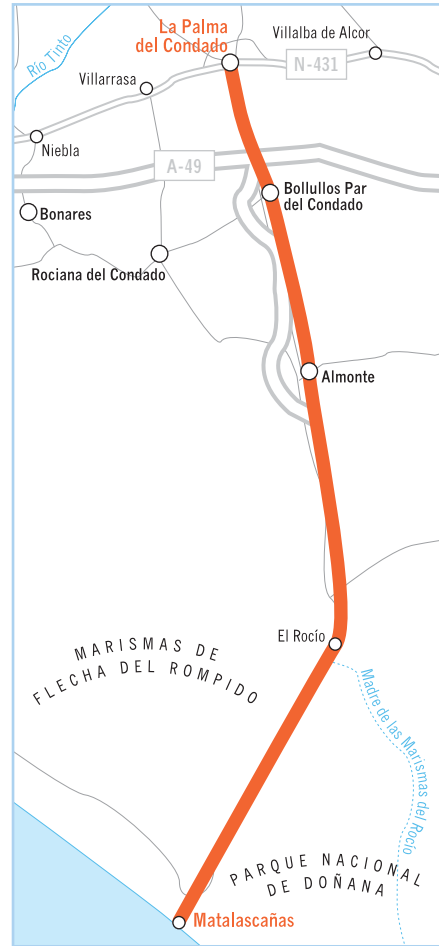 La Palma
del Condado
Villalba de Alcor
Río Tinto
N-431
Villarrasa
Niebla
A-49
Bollullos Par
del Condado
Bonares
Rociana del Condado
Almonte
El Rocío
MARISMAS DE
FLECHA DEL ROMPIDO
Madre de las Marismas del Rocío
PARQUE NACIONAL
DE DOÑANA
Matalascañas